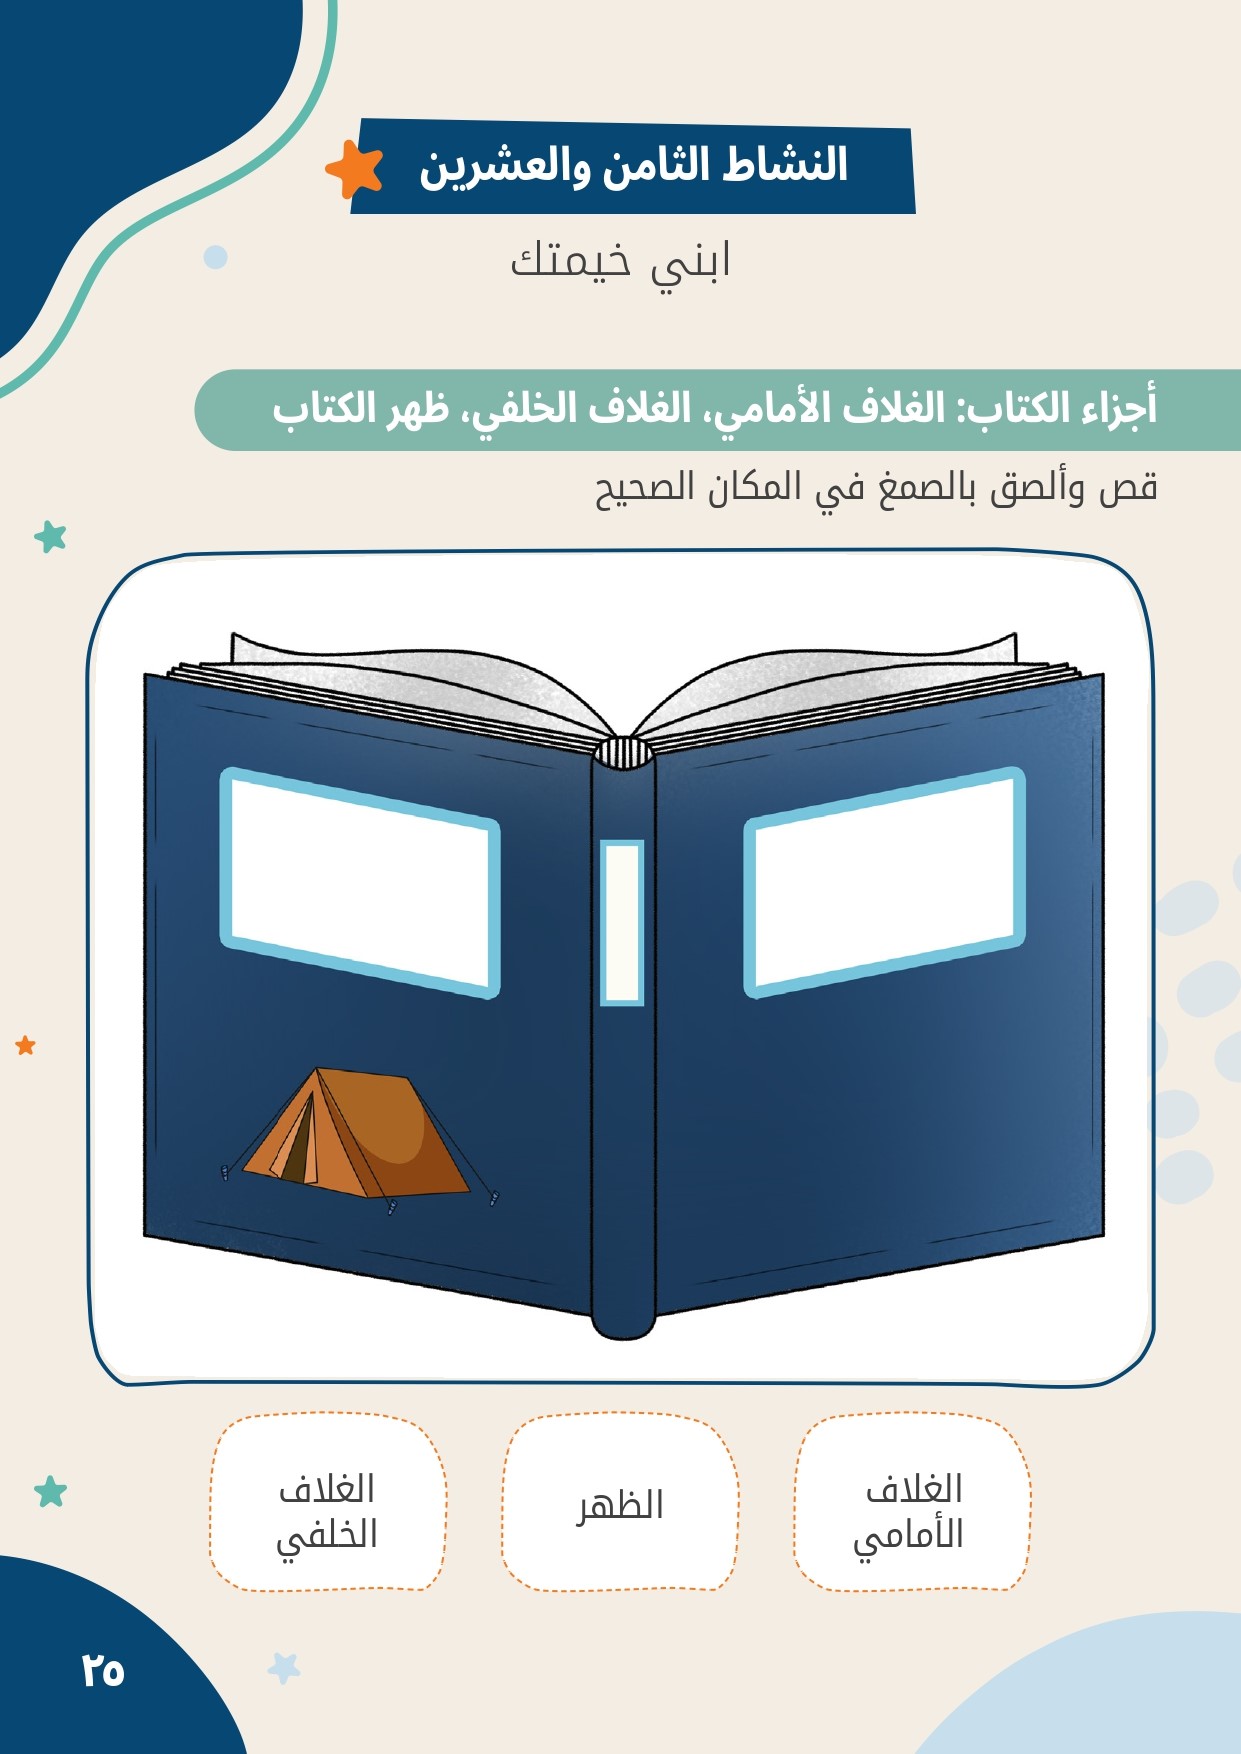 النشاط الثامن والعشرين
ابني خيمتك
أجزاء الكتاب: الغلاف الأمامي، الغلاف الخلفي، ظهر الكتاب
قص وألصق بالصمغ في المكان الصحيح
الغلاف
الأمامي
الظهر
الغلاف
الخلفي
٢٥